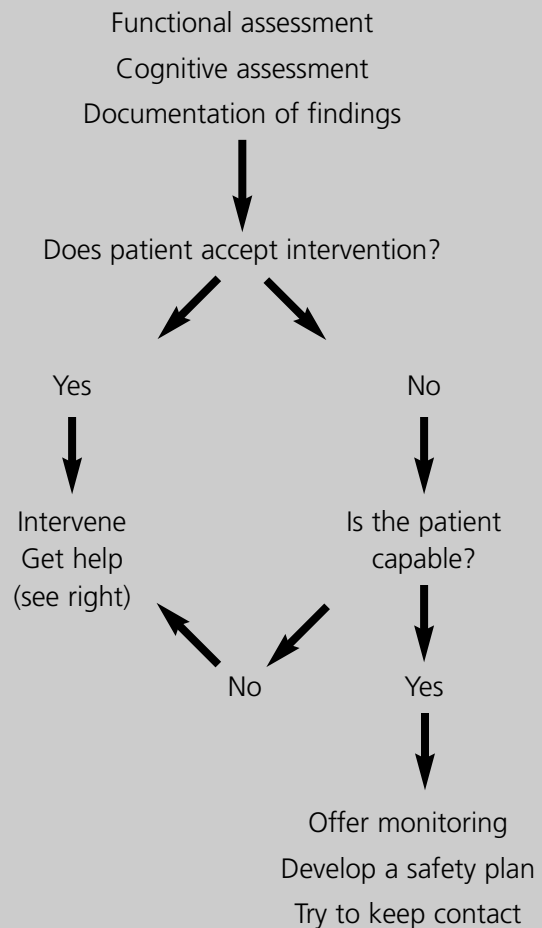 Functional assessment
Cognitive assessment
Documentation of findings
Does patient accept intervention?
Yes
No
Intervene
Get help
(see right)
Is the patient
capable?
No
Yes
Offer monitoring
Develop a safety plan
Try to keep contact